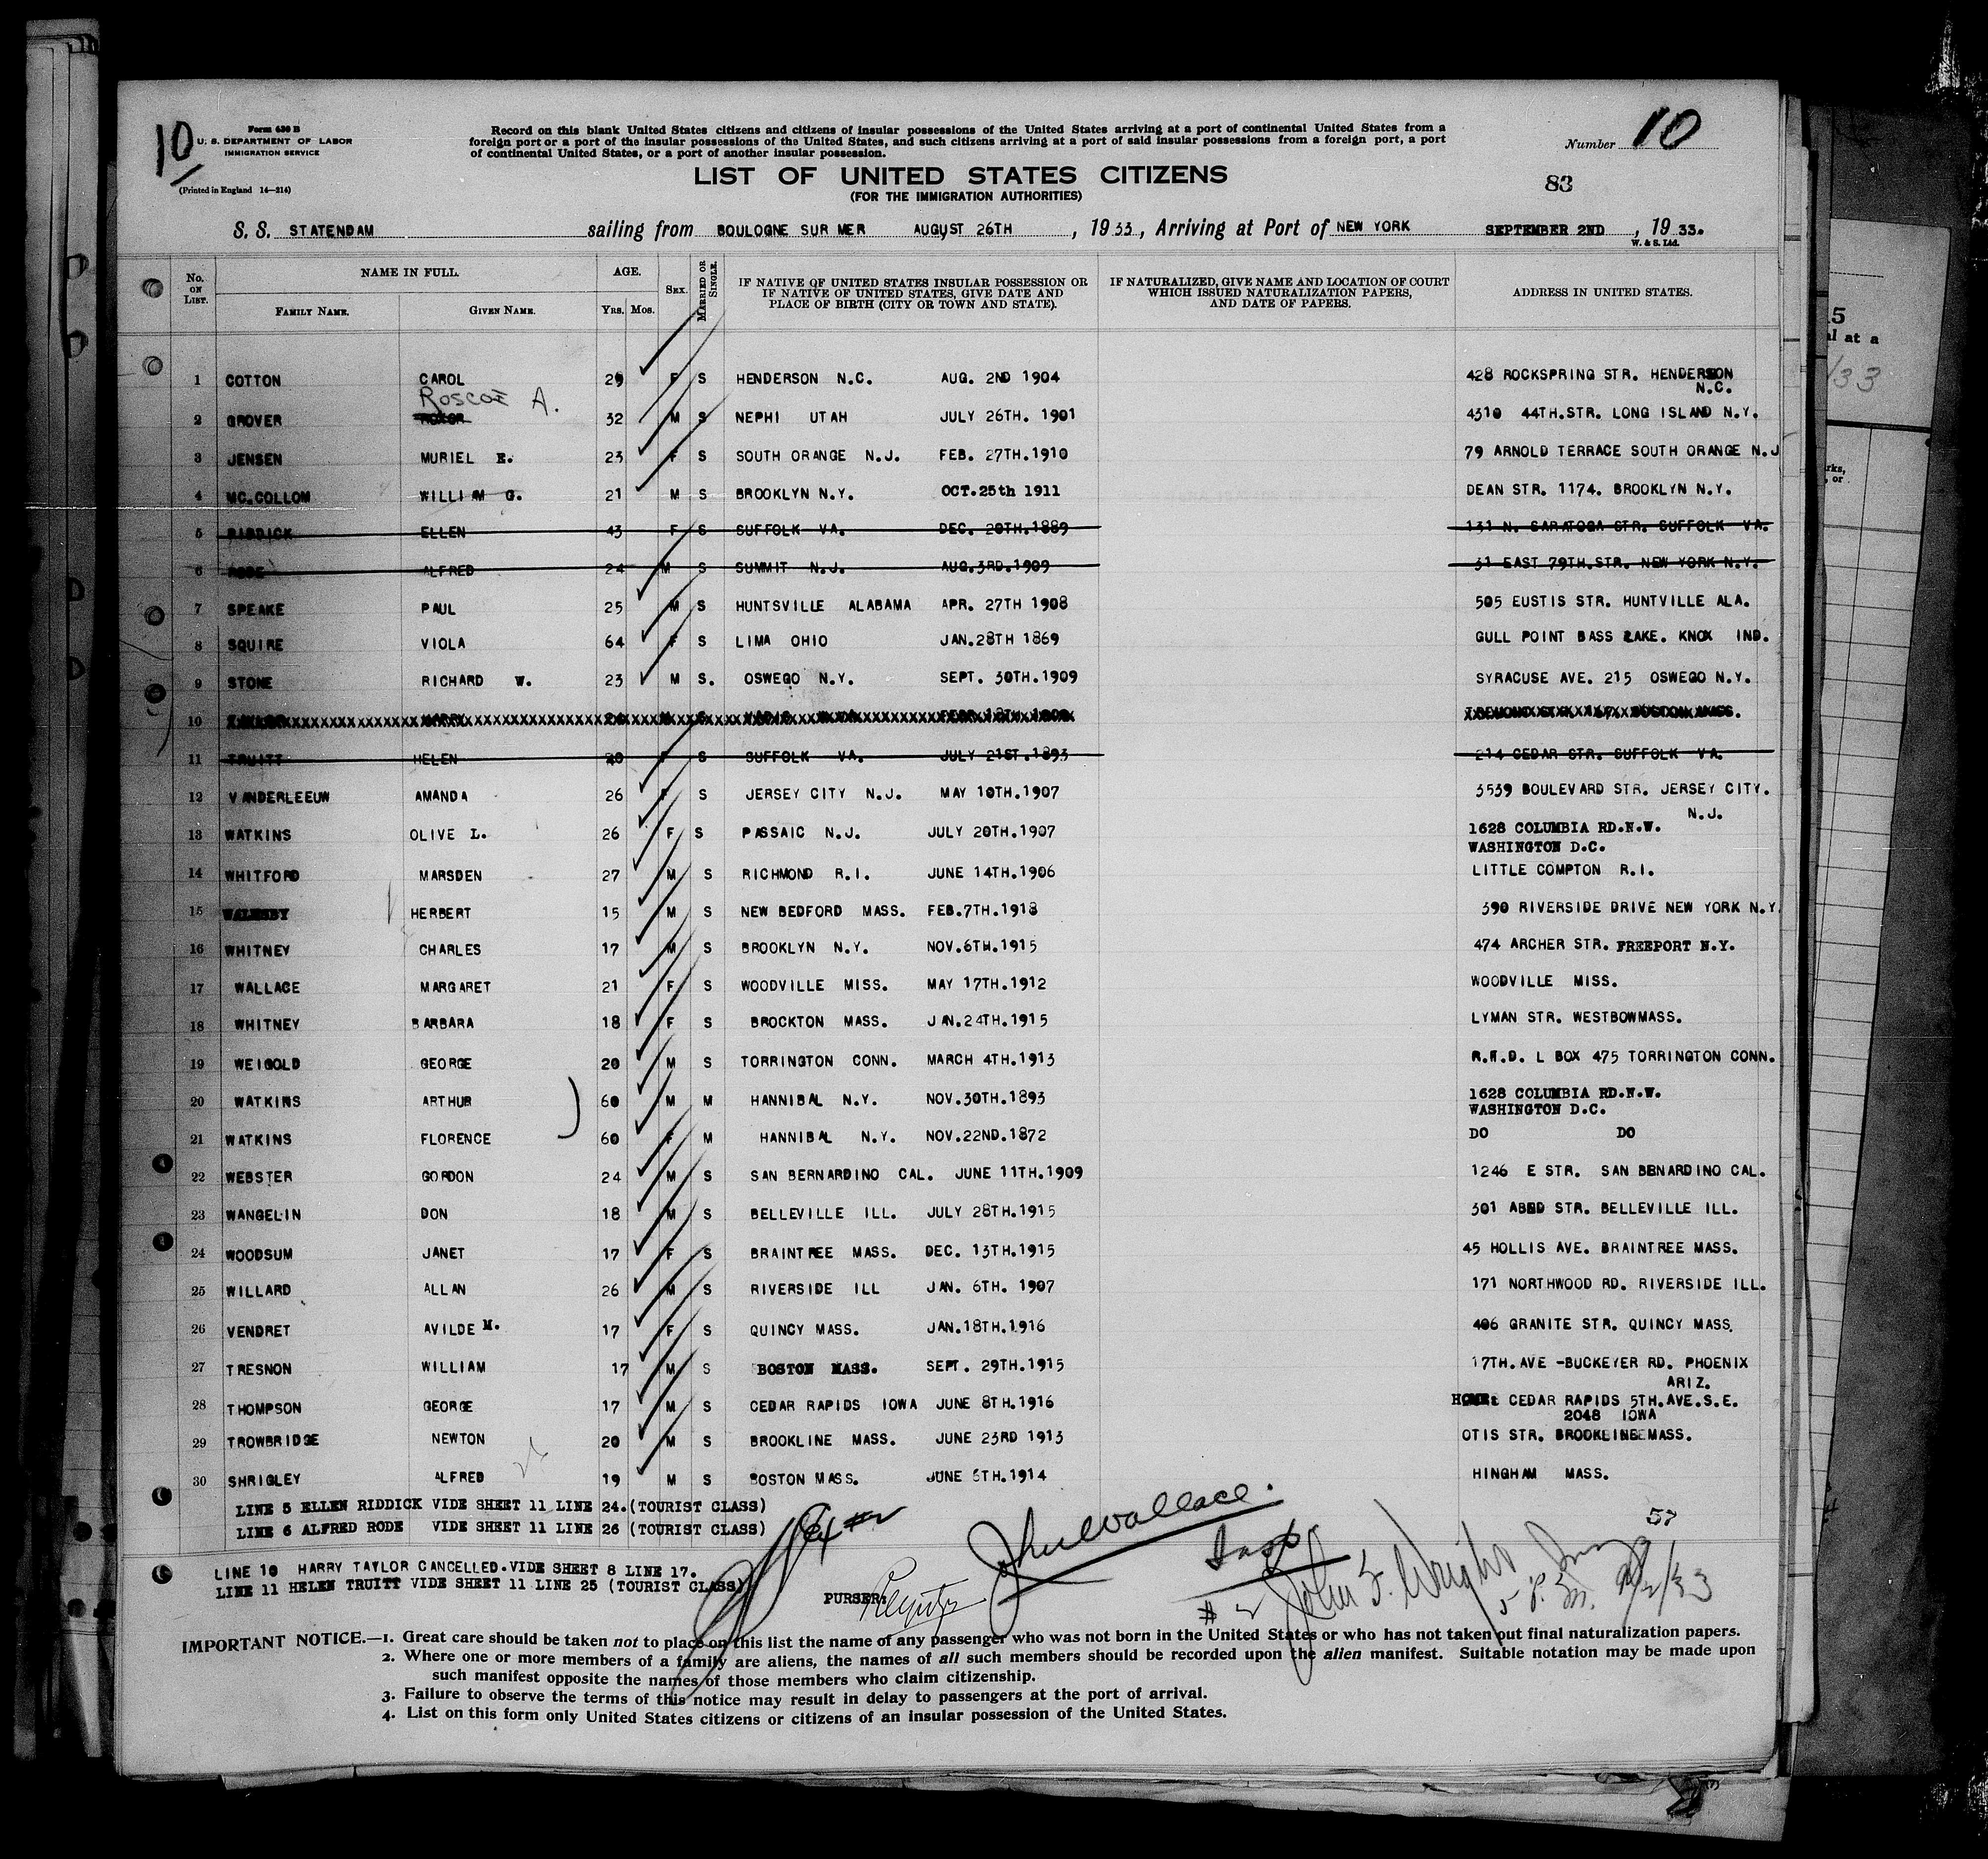 10
Form 630 B
U. S. DEPARTMENT OF LABOR
IMMIGRATION SERVICE
(Printed in England 14—214)
Record on this blank United States citizens and citizens of insular possessions of the United States arriving at a port of continental United States from a
foreign port or a port of the insular possessions of the United States, and such citizens arriving at a port of said insular possessions from a foreign port, a port
of continental United States, or a port of another insular possession.
Number 10
LIST OF UNITED STATES CITIZENS
(FOR THE IMMIGRATION AUTHORITIES)
83
S. S. STATENDAM sailing from BOULOGNE SUR MER AUGUST 26TH, 1933, Arriving at Port of NEW YORK SEPTEMBER 2ND, 1933.
W. & S. Ltd.
No. ON LIST. NAME IN FULL. FAMILY NAME. GIVEN NAME. AGE. YRS. MOS. SEX. MARRIED OR SINGLE. IF NATIVE OF UNITED STATES INSULAR POSSESSION OR IF NATIVE OF UNITED STATES, GIVE DATE AND PLACE OF BIRTH (CITY OR TOWN AND STATE). IF NATURALIZED, GIVE NAME AND LOCATION OF COURT WHICH ISSUED NATURALIZATION PAPERS, AND DATE OF PAPERS. ADDRESS IN UNITED STATES.
1 COTTON CAROL 29 F S HENDERSON N.C. AUG. 2ND 1904 428 ROCKSPRING STR. HENDERSON
N.C.
Roscoe A.
2 GROVER 32 M S NEPHI UTAH JULY 26TH. 1901 4310 44TH.STR. LONG ISLAND N.Y.
3 JENSEN MURIEL E. 23 F S SOUTH ORANGE N.J. FEB. 27TH.1910 79 ARNOLD TERRACE SOUTH ORANGE N.J
4 MC.COLLOM WILLIAM G. 21 M S BROOKLYN N.Y. OCT.25th 1911 DEAN STR. 1174. BROOKLYN N.Y.
5 RIDDICK ELLEN 43 F S SUFFOLK VA. DEC. 20TH.1889 131 N. SARATOGA STR. SUFFOLK VA.
6 RODE ALFRED 24 M S SUMMIT N.J. AUG.3RD.1909 31 EAST 79TH.STR. NEW YORK N.Y.
7 SPEAKE PAUL 25 M S HUNTSVILLE ALABAMA APR. 27TH 1908 505 EUSTIS STR. HUNTVILLE ALA.
8 SQUIRE VIOLA 64 F S LIMA OHIO JAN.28TH 1869 GULL POINT BASS LAKE. KNOX IND.
9 STONE RICHARD W. 23 M S. OSWEGO N.Y. SEPT. 30TH.1909 SYRACUSE AVE. 215 OSWEGO N.Y.
10
11 TRUITT HELEN 40 F S SUFFOLK VA. JULY 21ST.1893 214 CEDAR STR. SUFFOLK VA.
12 VANDERLEEUW AMANDA 26 F S JERSEY CITY N.J. MAY 10TH.1907 3539 BOULEVARD STR. JERSEY CITY.
N.J.
13 WATKINS OLIVE L. 26 F S PASSAIC N.J. JULY 20TH.1907 1628 COLUMBIA RD.N.W.
WASHINGTON D.C.
14 WHITFORD MARSDEN 27 M S RICHMOND R.I. JUNE 14TH.1906 LITTLE COMPTON R.I.
15 HERBERT 15 M S NEW BEDFORD MASS. FEB.7TH.1918 390 RIVERSIDE DRIVE NEW YORK N.Y.
16 WHITNEY CHARLES 17 M S BROOKLYN N.Y. NOV.6TH.1915 474 ARCHER STR. FREEPORT N.Y.
17 WALLACE MARGARET 21 F S WOODVILLE MISS. MAY 17TH.1912 WOODVILLE MISS.
18 WHITNEY BARBARA 18 F S BROCKTON MASS. JAN.24TH.1915 LYMAN STR. WESTBOWMASS.
19 WEIGOLD GEORGE 20 M S TORRINGTON CONN. MARCH 4TH.1913 R.F.D. L BOX 475 TORRINGTON CONN.
20 WATKINS ARTHUR 60 M M HANNIBAL N.Y. NOV.30TH.1893 1628 COLUMBIA RD.N.W.
WASHINGTON D.C.
21 WATKINS FLORENCE 60 F M HANNIBAL N.Y. NOV.22ND.1872 DO DO
22 WEBSTER GORDON 24 M S SAN BERNARDINO CAL. JUNE 11TH.1909 1246 E STR. SAN BENARDINO CAL.
23 WANGELIN DON 18 M S BELLEVILLE ILL. JULY 28TH.1915 301 ABED STR. BELLEVILLE ILL.
24 WOODSUM JANET 17 F S BRAINTREE MASS. DEC. 13TH.1915 45 HOLLIS AVE. BRAINTREE MASS.
25 WILLARD ALLAN 26 M S RIVERSIDE ILL JAN. 6TH. 1907 171 NORTHWOOD RD. RIVERSIDE ILL.
26 VENDRET AVILDE M. 17 F S QUINCY MASS. JAN.18TH.1916 406 GRANITE STR. QUINCY MASS.
27 TRESNON WILLIAM 17 M S BOSTON MASS. SEPT. 29TH.1915 17TH.AVE -BUCKEYER RD. PHOENIX
ARIZ.
28 THOMPSON GEORGE 17 M S CEDAR RAPIDS IOWA JUNE 8TH.1916 CEDAR RAPIDS 5TH.AVE.S.E.
2048 IOWA
29 TROWBRIDGE NEWTON 20 M S BROOKLINE MASS. JUNE 23RD 1913 OTIS STR. BROOKLINE MASS.
30 SHRIGLEY ALFRED 19 M S BOSTON MASS. JUNE 6TH.1914 HINGHAM MASS.
LINE 5 ELLEN RIDDICK VIDE SHEET 11 LINE 24.(TOURIST CLASS)
LINE 6 ALFRED RODE VIDE SHEET 11 LINE 26 (TOURIST CLASS)
57
LINE 10 HARRY TAYLOR CANCELLED.VIDE SHEET 8 LINE 17.
LINE 11 HELEN TRUITT VIDE SHEET 11 LINE 25 (TOURIST CLASS)
PURSER:
John F. Wright
5 P.M. 9/2/33
IMPORTANT NOTICE.—1. Great care should be taken not to place on this list the name of any passenger who was not born in the United States or who has not taken out final naturalization papers.
2. Where one or more members of a family are aliens, the names of all such members should be recorded upon the alien manifest. Suitable notation may be made upon
such manifest opposite the names of those members who claim citizenship.
3. Failure to observe the terms of this notice may result in delay to passengers at the port of arrival.
4. List on this form only United States citizens or citizens of an insular possession of the United States.